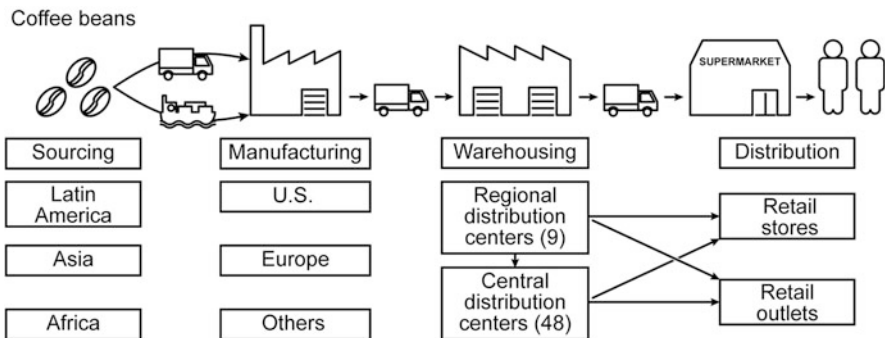 Coffee beans
SUPERMARKET
Sourcing
Manufacturing
Warehousing
Distribution
Latin
America
U.S.
Regional
distribution
centers (9)
Retail
stores
Asia
Europe
Central
distribution
centers (48)
Retail
outlets
Africa
Others